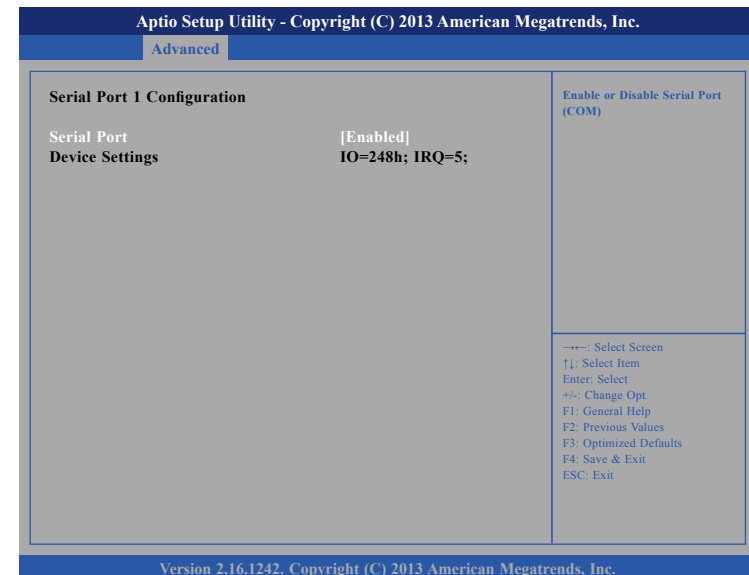 Aptio Setup Utility - Copyright (C) 2013 American Megatrends, Inc.
Advanced
Serial Port 1 Configuration
Serial Port [Enabled]
Device Settings IO=248h; IRQ=5;
Enable or Disable Serial Port
(COM)
→←: Select Screen
↑↓: Select Item
Enter: Select
+/-: Change Opt.
F1: General Help
F2: Previous Values
F3: Optimized Defaults
F4: Save & Exit
ESC: Exit
Version 2.16.1242. Copyright (C) 2013 American Megatrends, Inc.